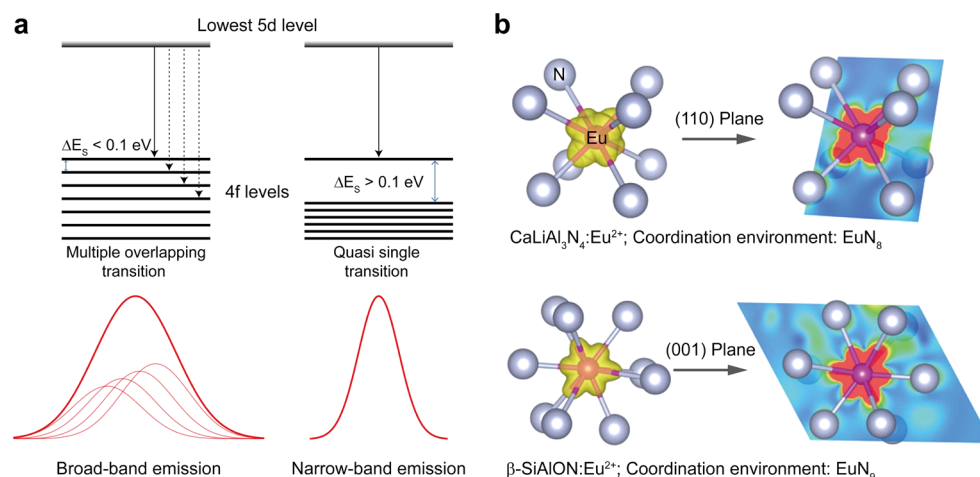 a
Lowest 5d level
ΔEₛ < 0.1 eV
4f levels
ΔEₛ > 0.1 eV
Multiple overlapping
transition
Quasi single
transition
Broad-band emission
Narrow-band emission
b
N
Eu
(110) Plane
CaLiAl₃N₄:Eu²⁺; Coordination environment: EuN₈
(001) Plane
β-SiAlON:Eu²⁺; Coordination environment: EuN₉